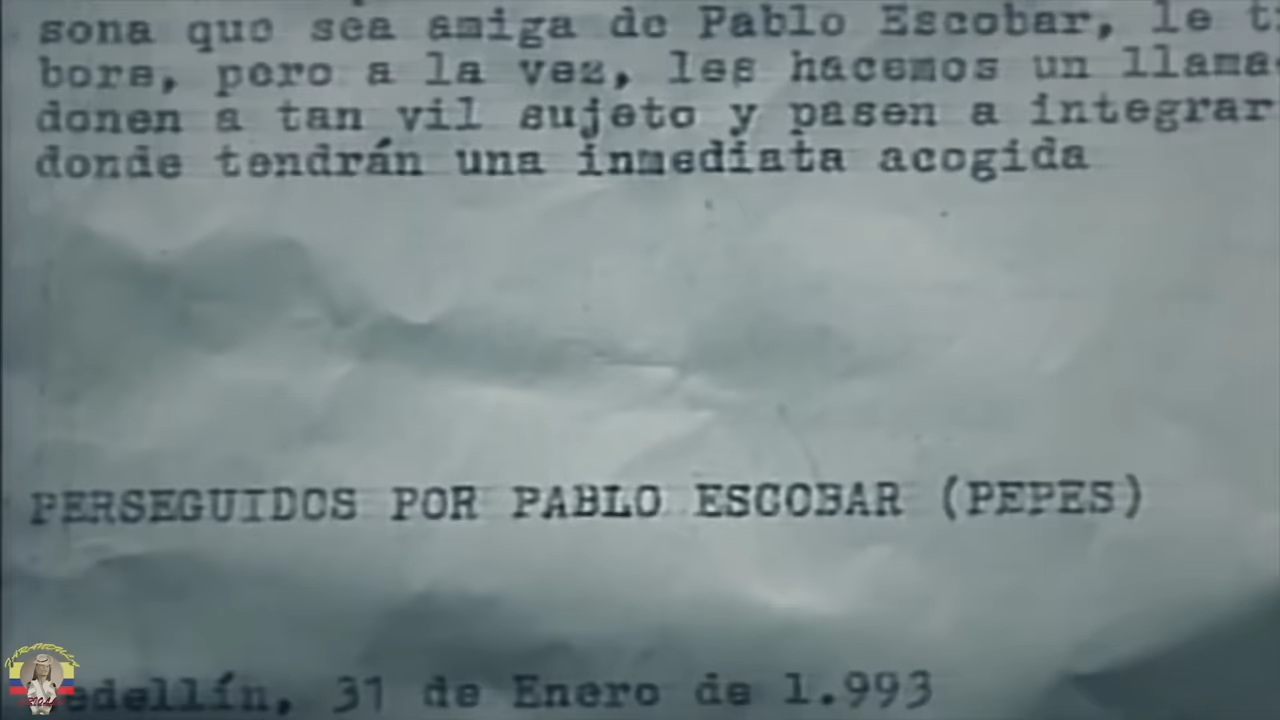 sona que sea amiga de Pablo Escobar, le
bore, pero a la vez, les hacemos un llama
donen a tan vil sujeto y pasen a integrar
donde tendrán una inmediata acogida
PERSEGUIDOS POR PABLO ESCOBAR (PEPES)
edellín, 31 de Enero de 1.993